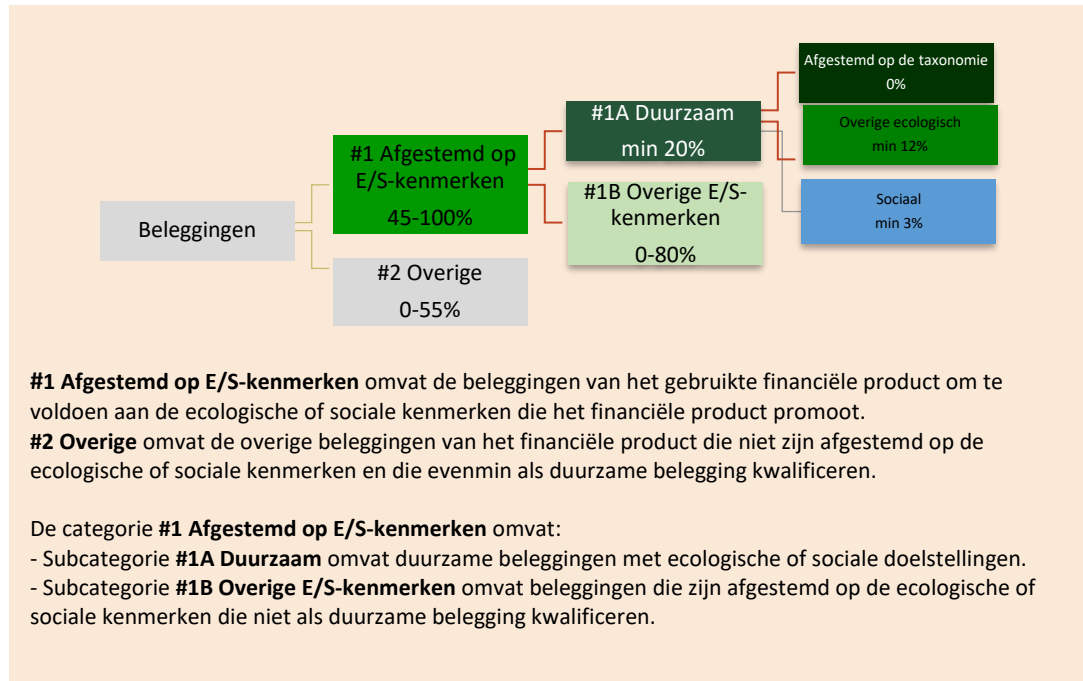 Beleggingen
#1 Afgestemd op
E/S-kenmerken
45-100%
#2 Overige
0-55%
#1A Duurzaam
min 20%
#1B Overige E/S-
kenmerken
0-80%
Afgestemd op de taxonomie
0%
Overige ecologisch
min 12%
Sociaal
min 3%
#1 Afgestemd op E/S-kenmerken omvat de beleggingen van het gebruikte financiële product om te
voldoen aan de ecologische of sociale kenmerken die het financiële product promoot.
#2 Overige omvat de overige beleggingen van het financiële product die niet zijn afgestemd op de
ecologische of sociale kenmerken en die evenmin als duurzame belegging kwalificeren.
De categorie #1 Afgestemd op E/S-kenmerken omvat:
- Subcategorie #1A Duurzaam omvat duurzame beleggingen met ecologische of sociale doelstellingen.
- Subcategorie #1B Overige E/S-kenmerken omvat beleggingen die zijn afgestemd op de ecologische of
sociale kenmerken die niet als duurzame belegging kwalificeren.